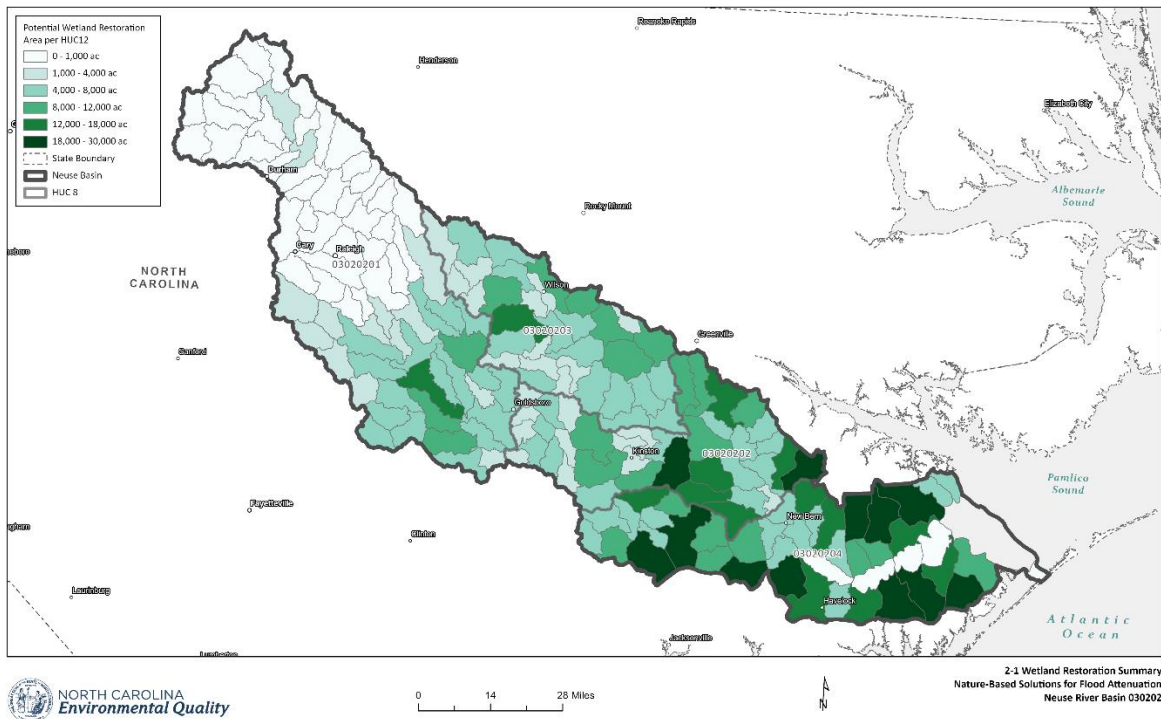 Potential Wetland Restoration
Area per HUC12
0 - 1,000 ac
1,000 - 4,000 ac
4,000 - 8,000 ac
8,000 - 12,000 ac
12,000 - 18,000 ac
18,000 - 30,000 ac
State Boundary
Neuse Basin
HUC 8
Roanoke Rapids
Henderson
Elizabeth City
Durham
Albemarle
Sound
Rocky Mount
Cary
Raleigh
03020201
NORTH
CAROLINA
Wilson
03020203
Greenville
Sanford
Goldsboro
Kinston
03020202
Pamlico
Sound
Fayetteville
New Bern
Clinton
03020204
Laurinburg
Havelock
Atlantic
Ocean
Jacksonville
2-1 Wetland Restoration Summary
Nature-Based Solutions for Flood Attenuation
Neuse River Basin 030202
NORTH CAROLINA
Environmental Quality
0 14 28 Miles
N